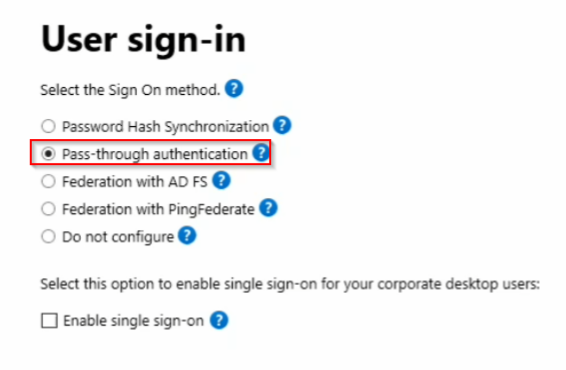 User sign-in
Select the Sign On method. ?
Password Hash Synchronization ?
Pass-through authentication ?
Federation with AD FS ?
Federation with PingFederate ?
Do not configure ?
Select this option to enable single sign-on for your corporate desktop users:
Enable single sign-on ?